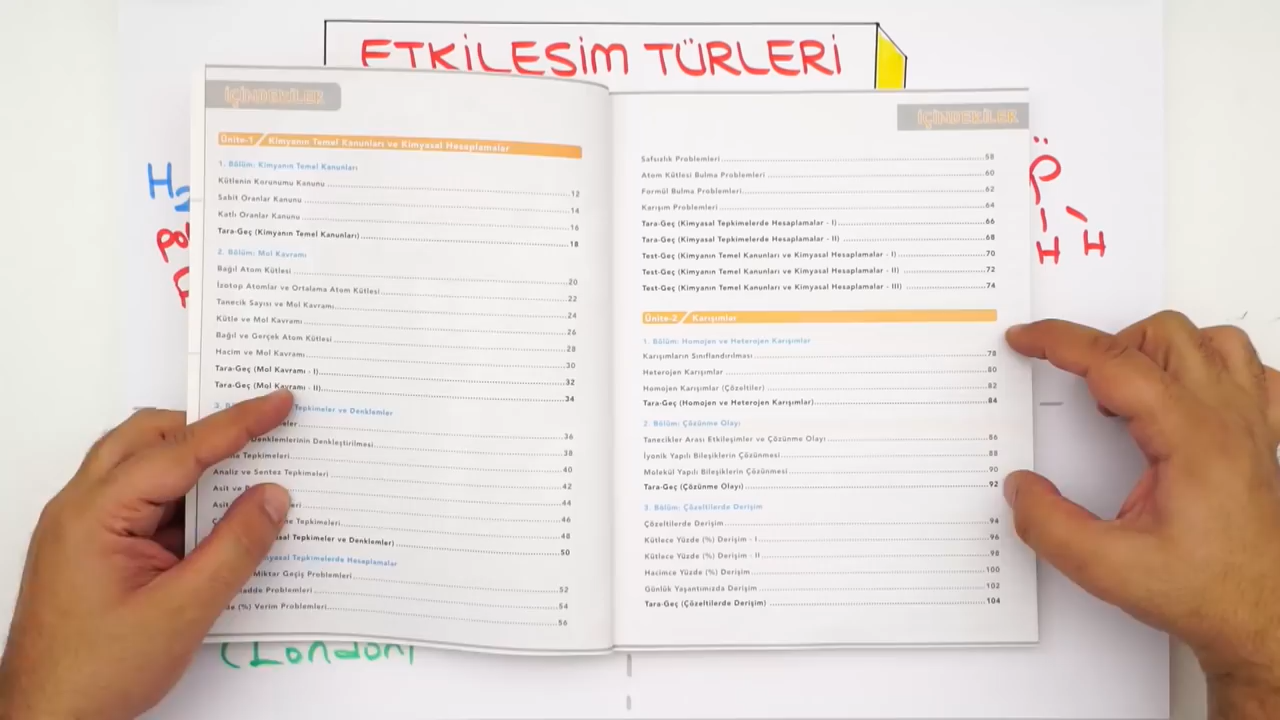 ETKİLESİM TÜRLERİ
İÇİNDEKİLER
Ünite-1 / Kimyanın Temel Kanunları ve Kimyasal Hesaplamalar
1. Bölüm: Kimyanın Temel Kanunları
Kütlenin Korunumu Kanunu 12
Sabit Oranlar Kanunu 14
Katlı Oranlar Kanunu 16
Tara-Geç (Kimyanın Temel Kanunları) 18
2. Bölüm: Mol Kavramı
Bağıl Atom Kütlesi 20
İzotop Atomlar ve Ortalama Atom Kütlesi 22
Tanecik Sayısı ve Mol Kavramı 24
Kütle ve Mol Kavramı 26
Bağıl ve Gerçek Atom Kütlesi 28
Hacim ve Mol Kavramı 30
Tara-Geç (Mol Kavramı - I) 32
Tara-Geç (Mol Kavramı - II) 34
3. Tepkimeler ve Denklemler
36
Denklemlerinin Denkleştirilmesi 38
Tepkimeleri 40
Analiz ve Sentez Tepkimeleri 42
Asit ve 44
Asit 46
Tepkimeleri 48
Tepkimeler ve Denklemler) 50
Tepkimelerde Hesaplamalar
Miktar Geçiş Problemleri 52
Problemleri 54
(%) Verim Problemleri 56
İÇİNDEKİLER
Safsızlık Problemleri 58
Atom Kütlesi Bulma Problemleri 60
Formül Bulma Problemleri 62
Karışım Problemleri 64
Tara-Geç (Kimyasal Tepkimelerde Hesaplamalar - I) 66
Tara-Geç (Kimyasal Tepkimelerde Hesaplamalar - II) 68
Test-Geç (Kimyanın Temel Kanunları ve Kimyasal Hesaplamalar - I) 70
Test-Geç (Kimyanın Temel Kanunları ve Kimyasal Hesaplamalar - II) 72
Test-Geç (Kimyanın Temel Kanunları ve Kimyasal Hesaplamalar - III) 74
Ünite-2 / Karışımlar
1. Bölüm: Homojen ve Heterojen Karışımlar
Karışımların Sınıflandırılması 78
Heterojen Karışımlar 80
Homojen Karışımlar (Çözeltiler) 82
Tara-Geç (Homojen ve Heterojen Karışımlar) 84
2. Bölüm: Çözünme Olayı
Tanecikler Arası Etkileşimler ve Çözünme Olayı 86
İyonik Yapılı Bileşiklerin Çözünmesi 88
Molekül Yapılı Bileşiklerin Çözünmesi 90
Tara-Geç (Çözünme Olayı) 92
3. Bölüm: Çözeltilerde Derişim
Çözeltilerde Derişim 94
Kütlece Yüzde (%) Derişim - I 96
Kütlece Yüzde (%) Derişim - II 98
Hacimce Yüzde (%) Derişim 100
Günlük Yaşantımızda Derişim 102
Tara-Geç (Çözeltilerde Derişim) 104
H
H
(London)